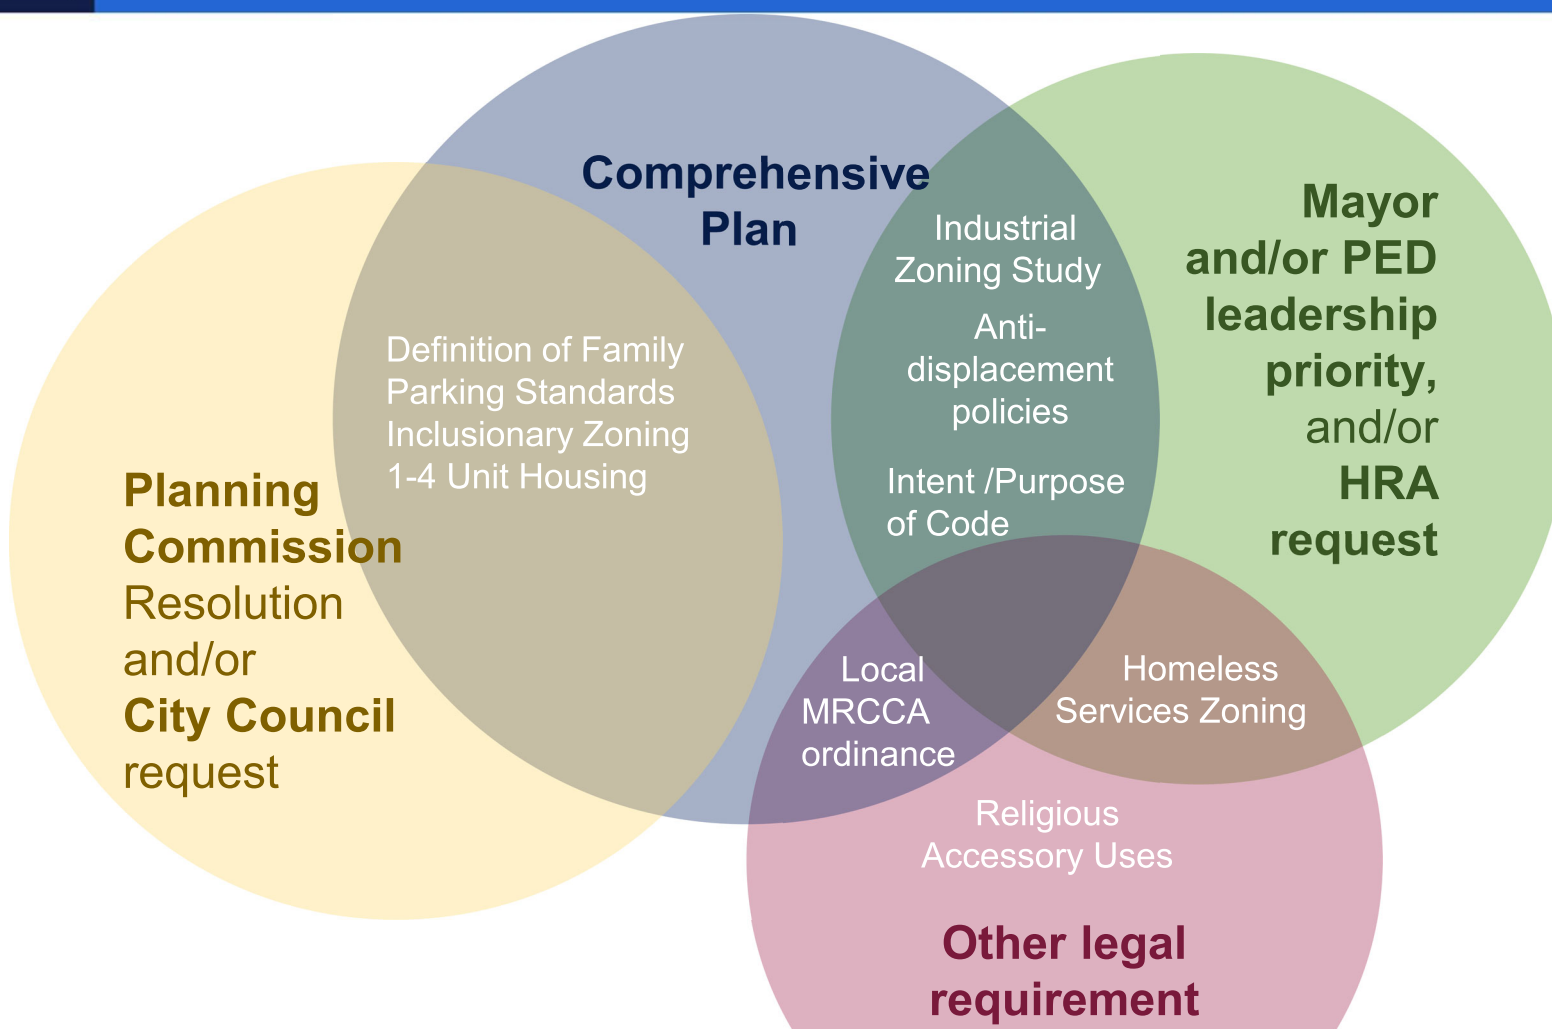 Comprehensive
Plan
Mayor
and/or PED
leadership
priority,
and/or
HRA
request
Industrial
Zoning Study
Anti-
displacement
policies
Intent /Purpose
of Code
Definition of Family
Parking Standards
Inclusionary Zoning
1-4 Unit Housing
Planning
Commission
Resolution
and/or
City Council
request
Local
MRCCA
ordinance
Homeless
Services Zoning
Religious
Accessory Uses
Other legal
requirement